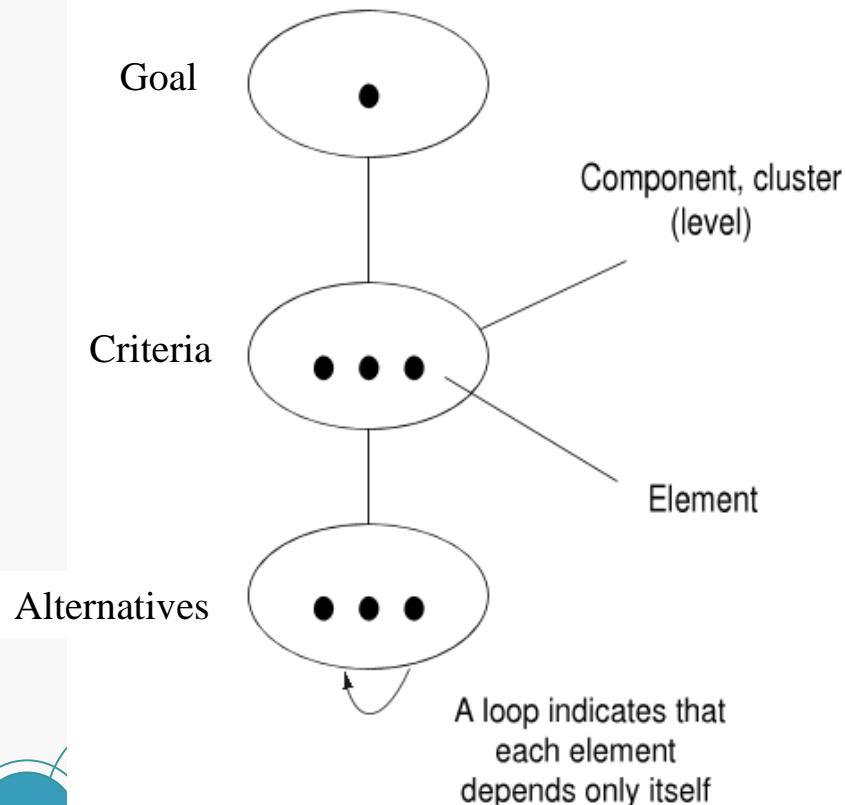 Goal
Component, cluster
(level)
Criteria
Element
Alternatives
A loop indicates that
each element
depends only itself